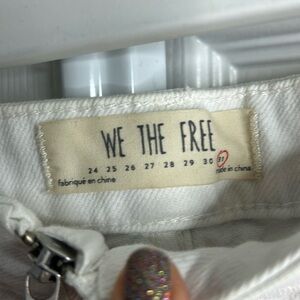 WE THE FREE
24 25 26 27 28 29 30 31
fabriqué en chine made in china